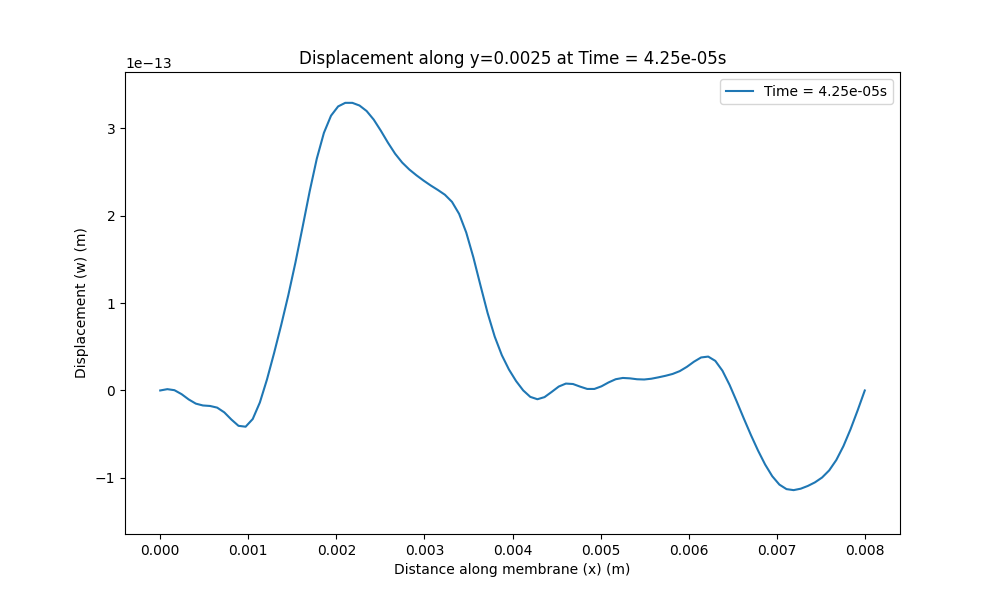 Displacement along y=0.0025 at Time = 4.25e-05s
1e−13
Time = 4.25e-05s
3
2
1
0
−1
Displacement (w) (m)
0.000 0.001 0.002 0.003 0.004 0.005 0.006 0.007 0.008
Distance along membrane (x) (m)